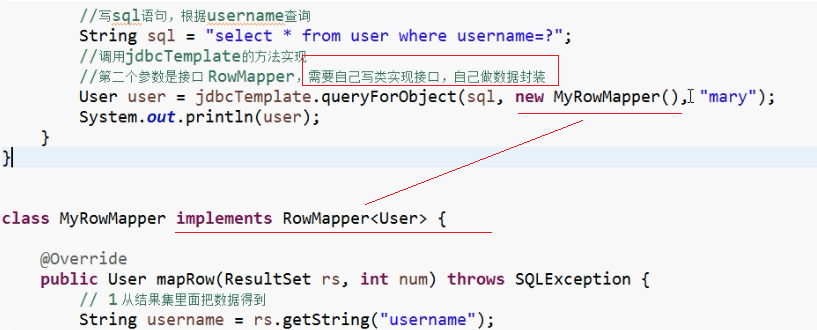 //写sql语句，根据username查询
String sql = "select * from user where username=?";
//调用jdbcTemplate的方法实现
//第二个参数是接口 RowMapper，需要自己写类实现接口，自己做数据封装
User user = jdbcTemplate.queryForObject(sql, new MyRowMapper(), "mary");
System.out.println(user);
}
}
class MyRowMapper implements RowMapper<User> {
@Override
public User mapRow(ResultSet rs, int num) throws SQLException {
// 1 从结果集里面把数据得到
String username = rs.getString("username");